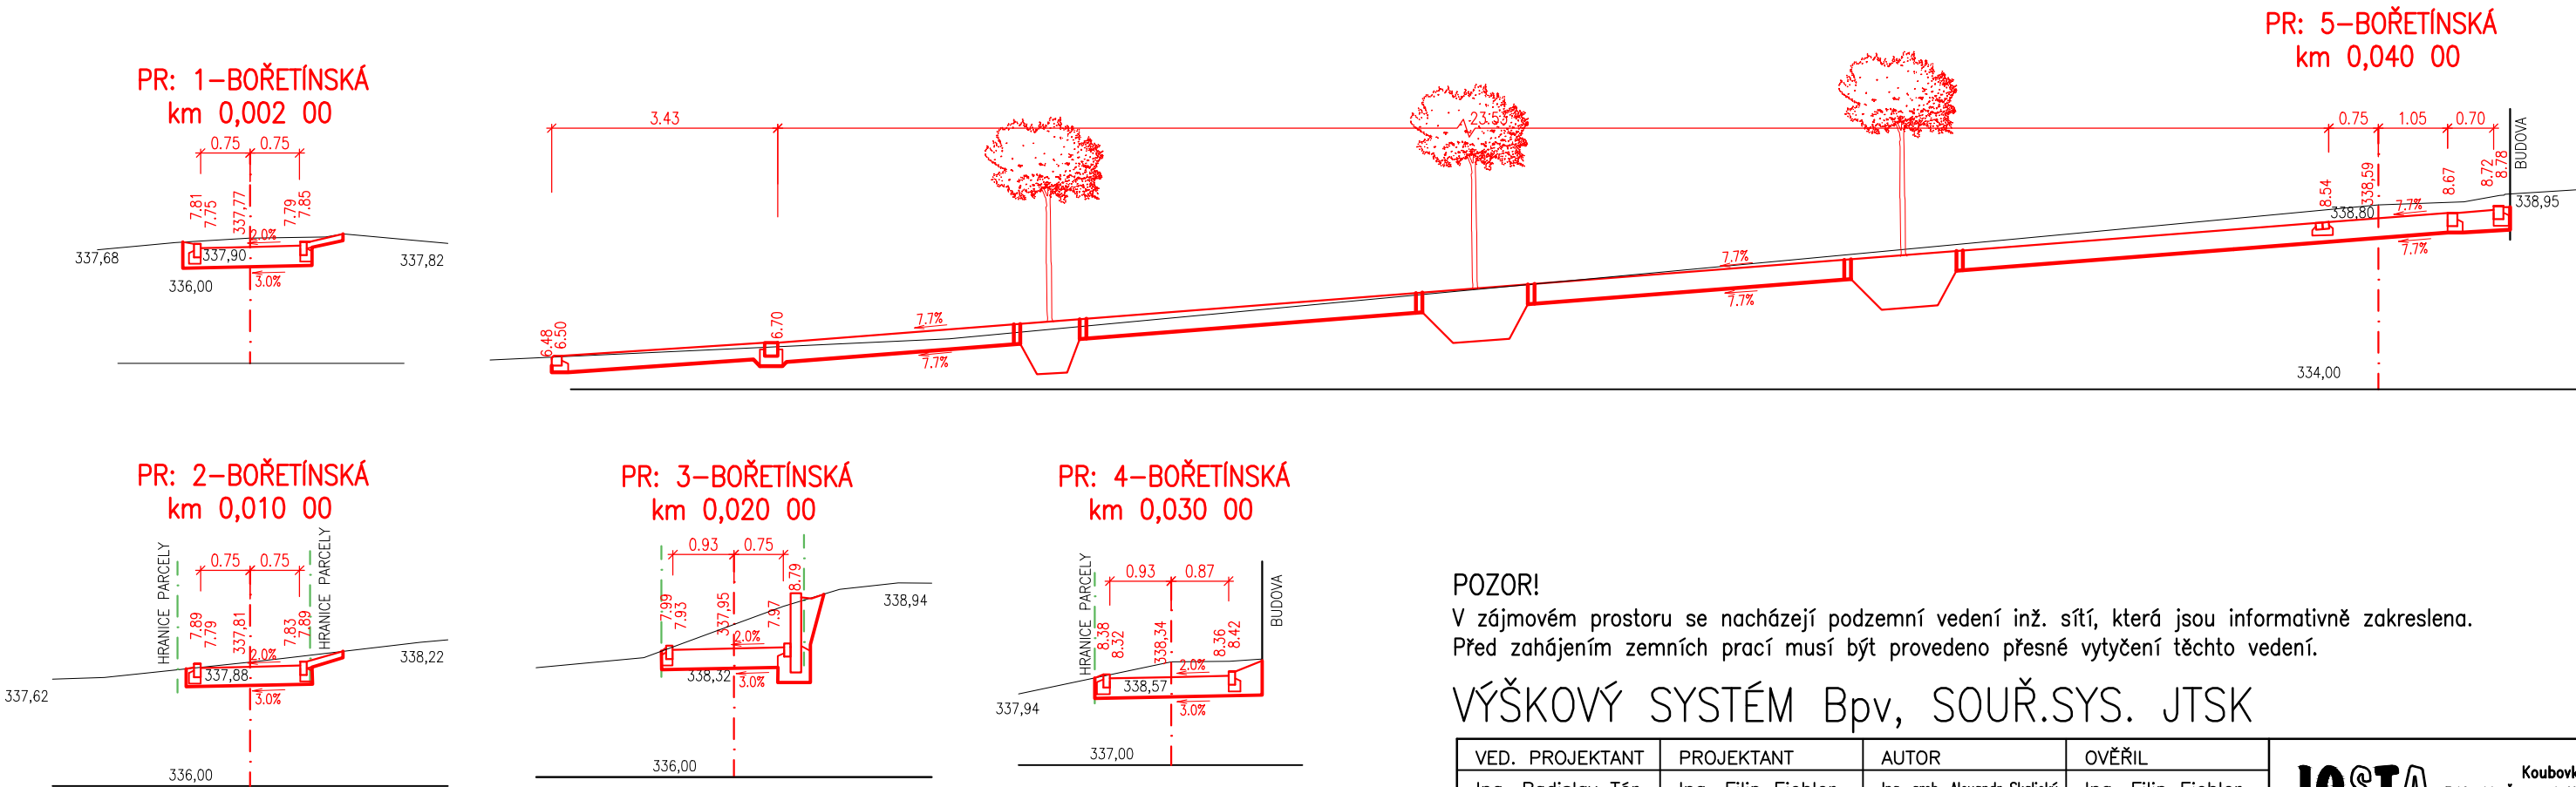 PR: 1-BOŘETÍNSKÁ
km 0,002 00
0.75 0.75
7.81
7.75
337,77
7.79
7.85
2.0%
337,90
337,68
337,82
3.0%
336,00
PR: 5-BOŘETÍNSKÁ
km 0,040 00
3.43
23.53
0.75 1.05 0.70
BUDOVA
8.54
338,59
8.67
8.72
8.78
338,80
7.7%
338,95
7.7%
7.7%
7.7%
7.7%
7.7%
6.48
6.50
6.70
334,00
PR: 2-BOŘETÍNSKÁ
km 0,010 00
HRANICE PARCELY
HRANICE PARCELY
0.75 0.75
7.89
7.79
337,81
7.83
7.89
2.0%
337,88
3.0%
337,62
338,22
336,00
PR: 3-BOŘETÍNSKÁ
km 0,020 00
0.93 0.75
7.99
7.93
337,95
7.97
8.79
2.0%
338,32
3.0%
338,94
336,00
PR: 4-BOŘETÍNSKÁ
km 0,030 00
HRANICE PARCELY
0.93 0.87
BUDOVA
8.38
8.32
338,34
8.36
8.42
2.0%
338,57
3.0%
337,94
337,00
POZOR!
V zájmovém prostoru se nacházejí podzemní vedení inž. sítí, která jsou informativně zakreslena.
Před zahájením zemních prací musí být provedeno přesné vytyčení těchto vedení.
VÝŠKOVÝ SYSTÉM Bpv, SOUŘ.SYS. JTSK
VED. PROJEKTANT PROJEKTANT AUTOR OVĚŘIL
Ing. Filip Eichler Ing. Filip Eichler
JOSTA